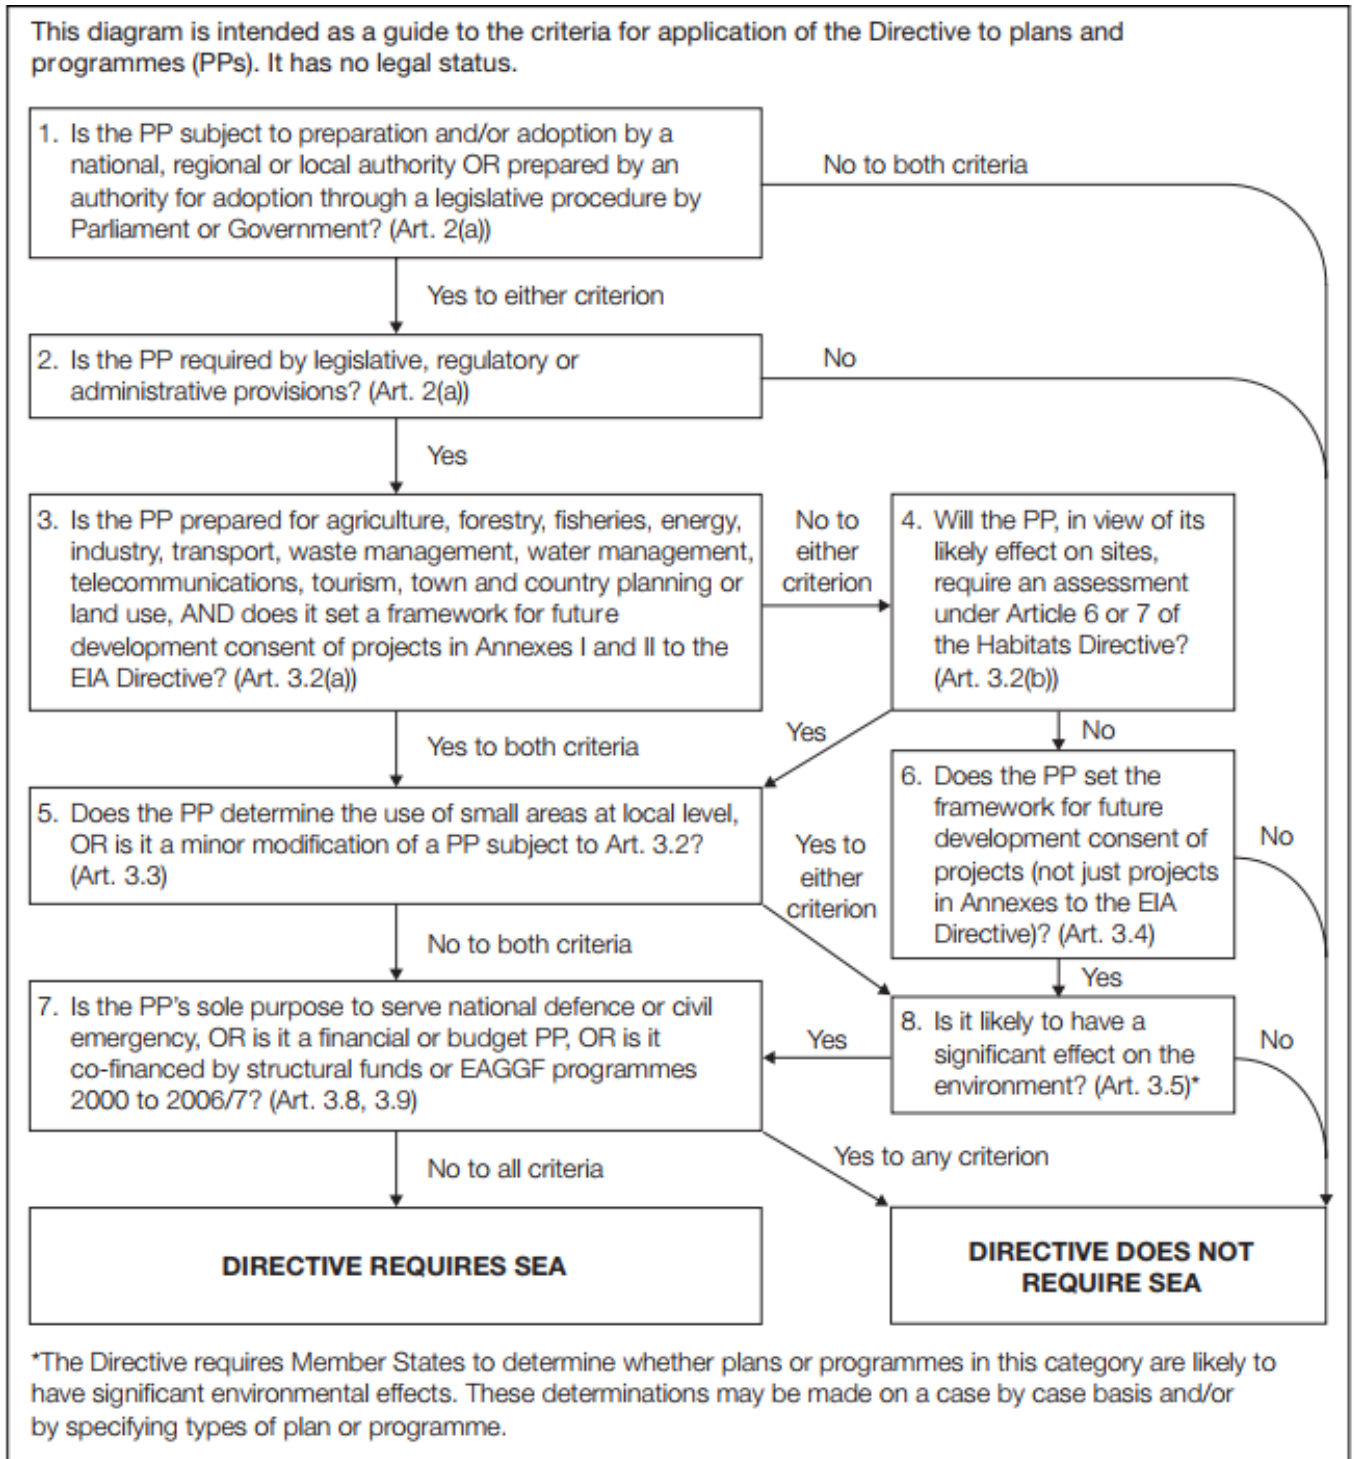 This diagram is intended as a guide to the criteria for application of the Directive to plans and
programmes (PPs). It has no legal status.
1. Is the PP subject to preparation and/or adoption by a
national, regional or local authority OR prepared by an
authority for adoption through a legislative procedure by
Parliament or Government? (Art. 2(a))
No to both criteria
Yes to either criterion
2. Is the PP required by legislative, regulatory or
administrative provisions? (Art. 2(a))
No
Yes
3. Is the PP prepared for agriculture, forestry, fisheries, energy,
industry, transport, waste management, water management,
telecommunications, tourism, town and country planning or
land use, AND does it set a framework for future
development consent of projects in Annexes I and II to the
EIA Directive? (Art. 3.2(a))
No to
either
criterion
4. Will the PP, in view of its
likely effect on sites,
require an assessment
under Article 6 or 7 of
the Habitats Directive?
(Art. 3.2(b))
Yes to both criteria
Yes
No
5. Does the PP determine the use of small areas at local level,
OR is it a minor modification of a PP subject to Art. 3.2?
(Art. 3.3)
Yes to
either
criterion
6. Does the PP set the
framework for future
development consent of
projects (not just projects
in Annexes to the EIA
Directive)? (Art. 3.4)
No
No to both criteria
Yes
7. Is the PP's sole purpose to serve national defence or civil
emergency, OR is it a financial or budget PP, OR is it
co-financed by structural funds or EAGGF programmes
2000 to 2006/7? (Art. 3.8, 3.9)
Yes
8. Is it likely to have a
significant effect on the
environment? (Art. 3.5)*
No
No to all criteria
Yes to any criterion
DIRECTIVE REQUIRES SEA
DIRECTIVE DOES NOT
REQUIRE SEA
*The Directive requires Member States to determine whether plans or programmes in this category are likely to
have significant environmental effects. These determinations may be made on a case by case basis and/or
by specifying types of plan or programme.